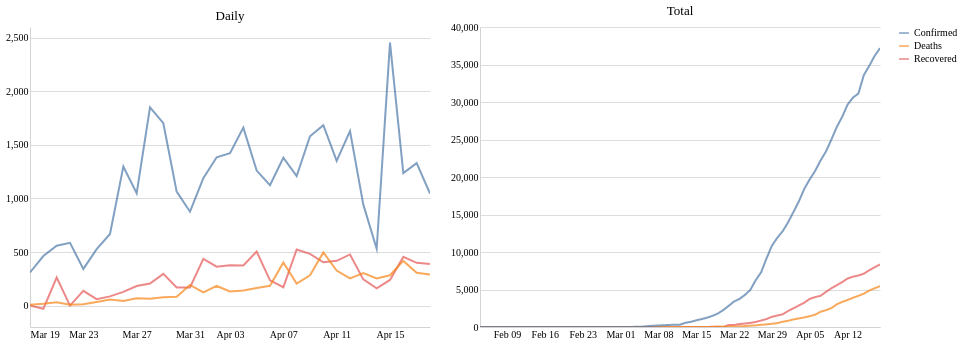 Daily
2,500
2,000
1,500
1,000
500
0
Mar 19 Mar 23 Mar 27 Mar 31 Apr 03 Apr 07 Apr 11 Apr 15
Total
40,000
35,000
30,000
25,000
20,000
15,000
10,000
5,000
0
Feb 09 Feb 16 Feb 23 Mar 01 Mar 08 Mar 15 Mar 22 Mar 29 Apr 05 Apr 12
Confirmed
Deaths
Recovered